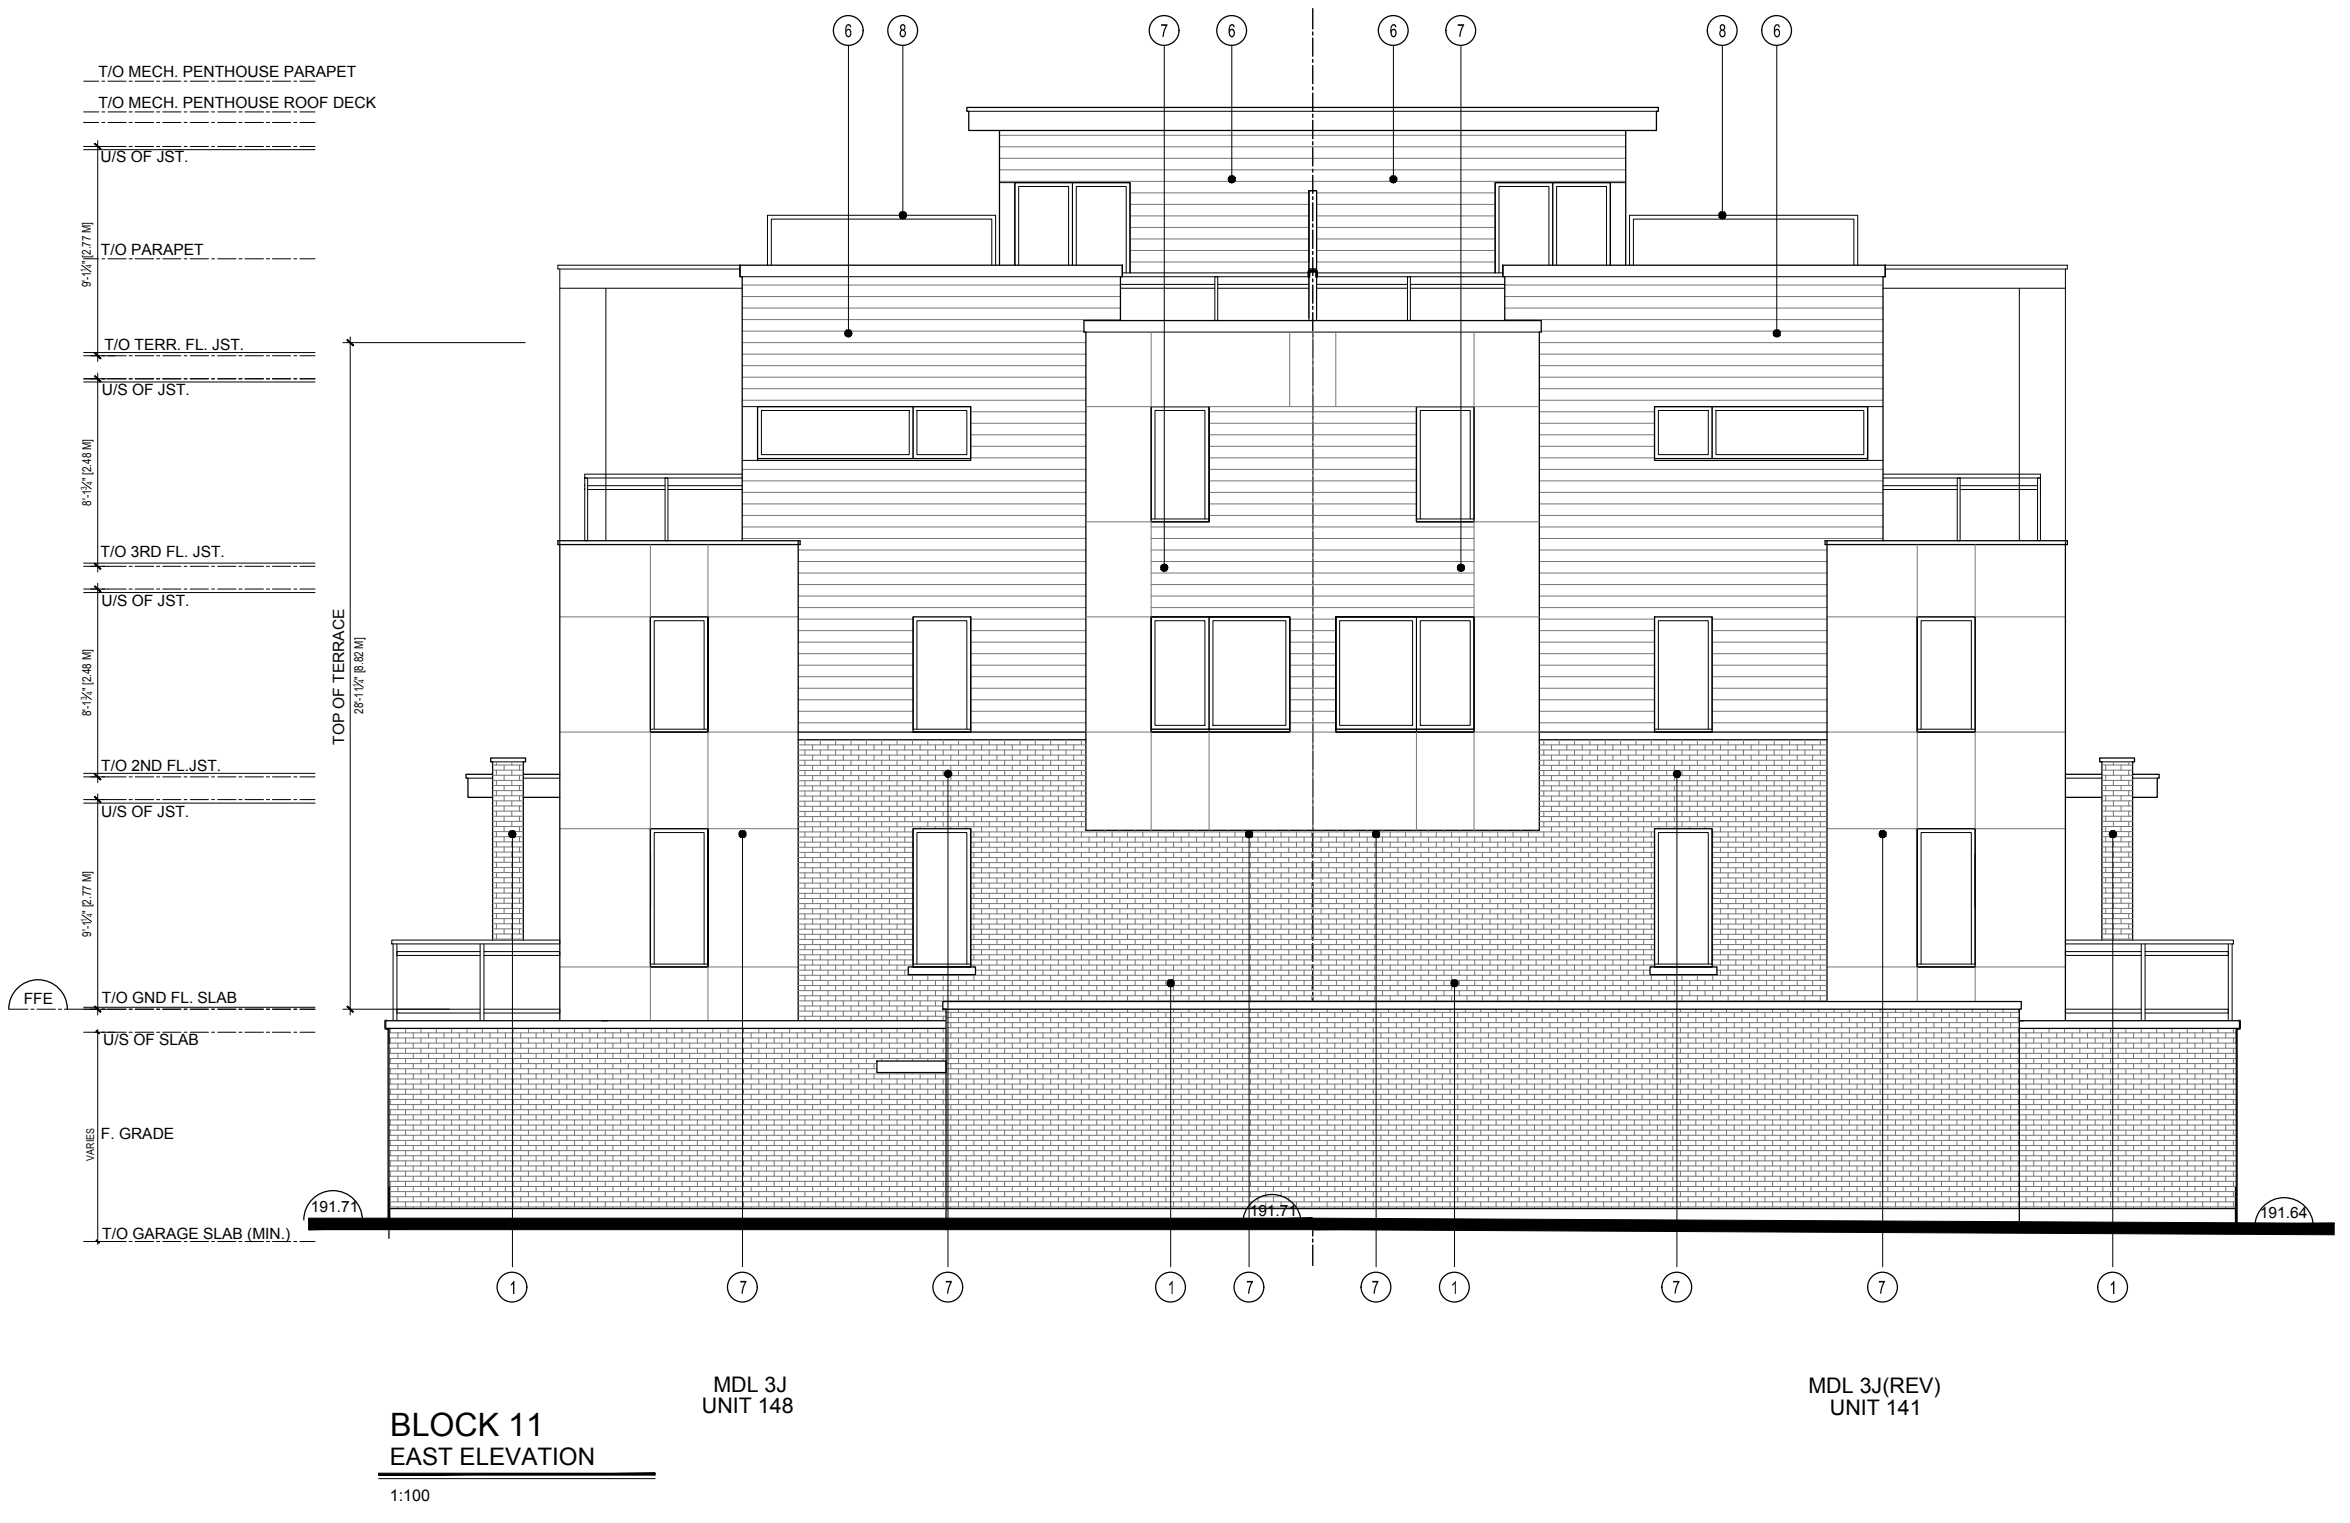 6 8 7 6 6 7 8 6
T/O MECH. PENTHOUSE PARAPET
T/O MECH. PENTHOUSE ROOF DECK
U/S OF JST.
9'-1¼" [2.77 M]
T/O PARAPET
T/O TERR. FL. JST.
U/S OF JST.
8'-1¾" [2.48 M]
T/O 3RD FL. JST.
U/S OF JST.
8'-1¾" [2.48 M]
TOP OF TERRACE
28'-11¼" [8.82 M]
T/O 2ND FL.JST.
U/S OF JST.
9'-1¼" [2.77 M]
FFE
T/O GND FL. SLAB
U/S OF SLAB
VARIES
F. GRADE
191.71
191.71
191.64
T/O GARAGE SLAB (MIN.)
1 7 7 1 7 7 1 7 7 1
MDL 3J
UNIT 148
MDL 3J(REV)
UNIT 141
BLOCK 11
EAST ELEVATION
1:100